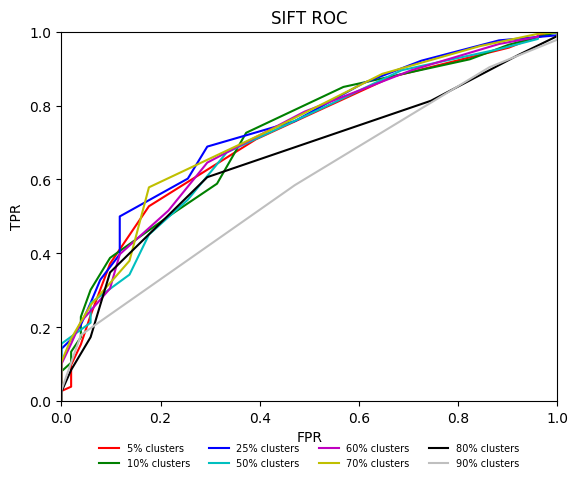 SIFT ROC
1.0
0.8
0.6
0.4
0.2
0.0
TPR
0.0 0.2 0.4 0.6 0.8 1.0
FPR
5% clusters 25% clusters 60% clusters 80% clusters
10% clusters 50% clusters 70% clusters 90% clusters